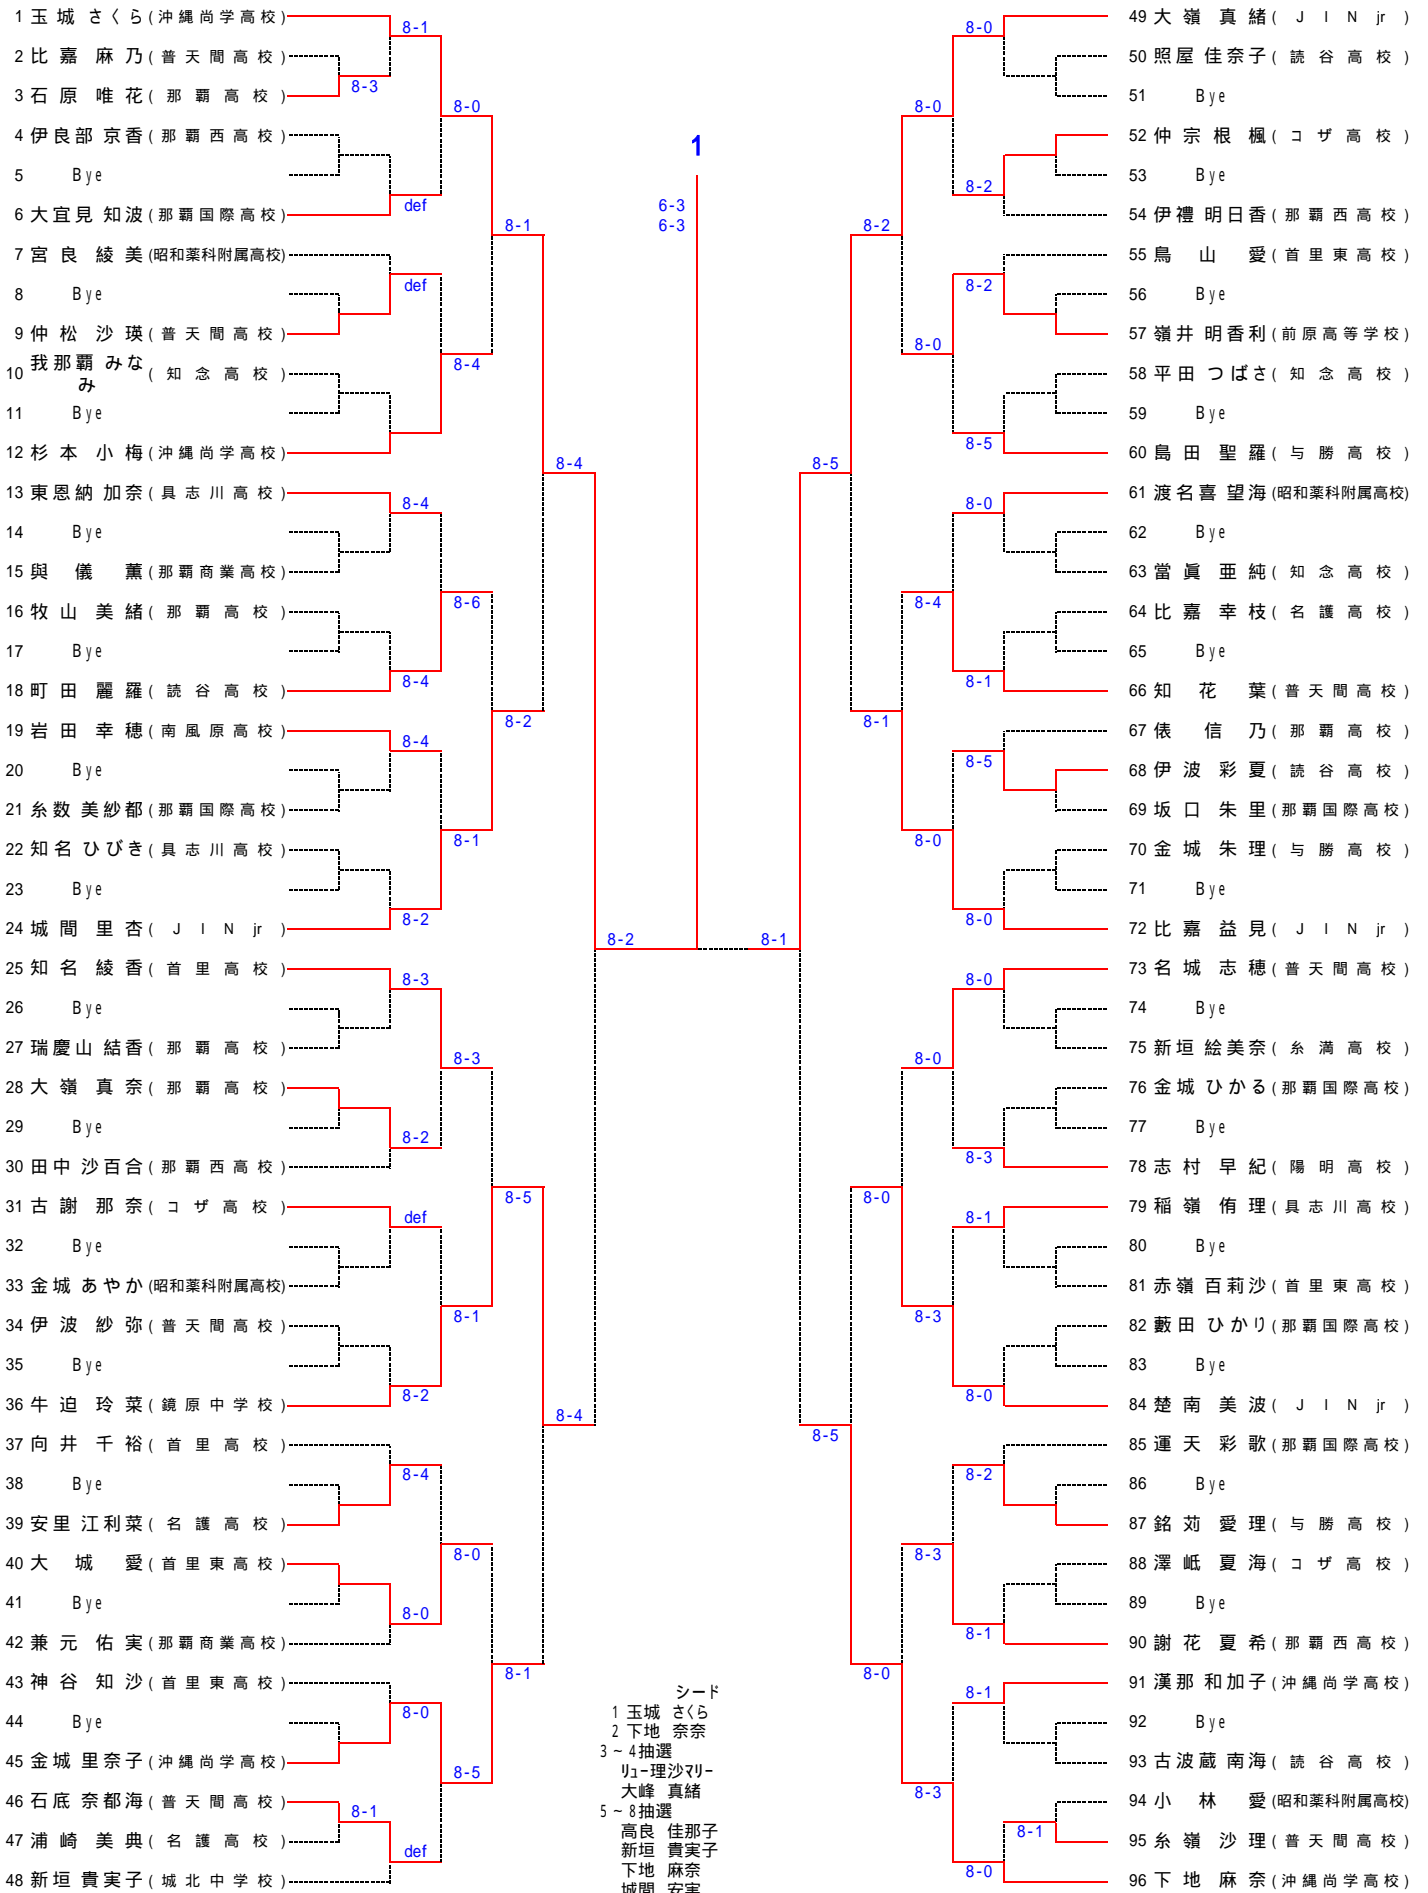 1 玉城 さくら (沖縄尚学高校)
2 比嘉 麻乃 (普天間高校)
3 石原 唯花 (那覇高校)
4 伊良部 京香 (那覇西高校)
5 Bye
6 大宜見 知波 (那覇国際高校)
7 宮良 綾美 (昭和薬科附属高校)
8 Bye
9 仲松 沙瑛 (普天間高校)
10 我那覇 みなみ (知念高校)
11 Bye
12 杉本 小梅 (沖縄尚学高校)
13 東恩納 加奈 (具志川高校)
14 Bye
15 與儀 薫 (那覇商業高校)
16 牧山 美緒 (那覇高校)
17 Bye
18 町田 麗羅 (読谷高校)
19 岩田 幸穂 (南風原高校)
20 Bye
21 糸数 美紗都 (那覇国際高校)
22 知名 ひびき (具志川高校)
23 Bye
24 城間 里杏 (JIN jr)
25 知名 綾香 (首里高校)
26 Bye
27 瑞慶山 結香 (那覇高校)
28 大嶺 真奈 (那覇高校)
29 Bye
30 田中 沙百合 (那覇西高校)
31 古謝 那奈 (コザ高校)
32 Bye
33 金城 あやか (昭和薬科附属高校)
34 伊波 紗弥 (普天間高校)
35 Bye
36 牛迫 玲菜 (鏡原中学校)
37 向井 千裕 (首里高校)
38 Bye
39 安里 江利菜 (名護高校)
40 大城 愛 (首里東高校)
41 Bye
42 兼元 佑実 (那覇商業高校)
43 神谷 知沙 (首里東高校)
44 Bye
45 金城 里奈子 (沖縄尚学高校)
46 石底 奈都海 (普天間高校)
47 浦崎 美典 (名護高校)
48 新垣 貴実子 (城北中学校)
8-3
8-1
def
def
8-4
8-4
8-4
8-2
8-3
8-2
def
8-2
8-4
8-0
8-0
8-1
def
8-0
8-4
8-6
8-1
8-3
8-1
8-0
8-5
8-1
8-2
8-5
8-1
8-4
8-4
8-2
1
6-3
6-3
8-1
8-5
8-5
8-2
8-1
8-0
8-0
8-0
8-0
8-4
8-0
8-0
8-3
8-3
8-3
8-0
8-2
8-2
8-5
8-0
8-1
8-5
8-0
8-0
8-3
8-1
8-0
8-2
8-1
8-1
8-0
8-1
49 大嶺 真緒 (JIN jr)
50 照屋 佳奈子 (読谷高校)
51 Bye
52 仲宗根 楓 (コザ高校)
53 Bye
54 伊禮 明日香 (那覇西高校)
55 鳥山 愛 (首里東高校)
56 Bye
57 嶺井 明香利 (前原高等学校)
58 平田 つばさ (知念高校)
59 Bye
60 島田 聖羅 (与勝高校)
61 渡名喜 望海 (昭和薬科附属高校)
62 Bye
63 當眞 亜純 (知念高校)
64 比嘉 幸枝 (名護高校)
65 Bye
66 知花 葉 (普天間高校)
67 俵 信乃 (那覇高校)
68 伊波 彩夏 (読谷高校)
69 坂口 朱里 (那覇国際高校)
70 金城 朱理 (与勝高校)
71 Bye
72 比嘉 益見 (JIN jr)
73 名城 志穂 (普天間高校)
74 Bye
75 新垣 絵美奈 (糸満高校)
76 金城 ひかる (那覇国際高校)
77 Bye
78 志村 早紀 (陽明高校)
79 稲嶺 侑理 (具志川高校)
80 Bye
81 赤嶺 百莉沙 (首里東高校)
82 藪田 ひかり (那覇国際高校)
83 Bye
84 楚南 美波 (JIN jr)
85 運天 彩歌 (那覇国際高校)
86 Bye
87 銘苅 愛理 (与勝高校)
88 澤岻 夏海 (コザ高校)
89 Bye
90 謝花 夏希 (那覇西高校)
91 漢那 和加子 (沖縄尚学高校)
92 Bye
93 古波蔵 南海 (読谷高校)
94 小林 愛 (昭和薬科附属高校)
95 糸嶺 沙理 (普天間高校)
96 下地 麻奈 (沖縄尚学高校)
シード
1 玉城 さくら
2 下地 奈奈
3～4抽選
リュー理沙マリー
大峰 真緒
5～8抽選
高良 佳那子
新垣 貴実子
下地 麻奈
城間 安実